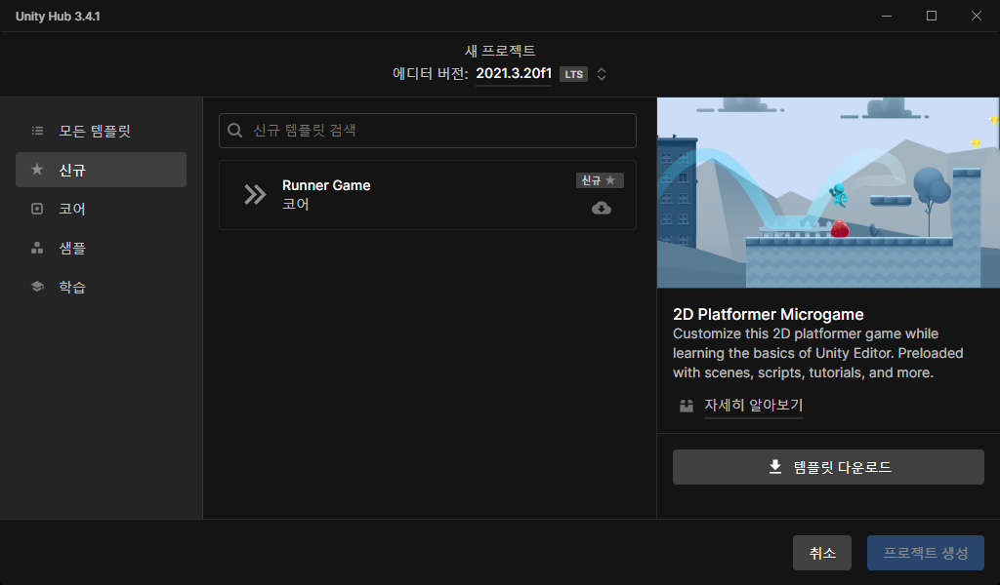 Unity Hub 3.4.1
새 프로젝트
에디터 버전: 2021.3.20f1 LTS
모든 템플릿
신규
코어
샘플
학습
신규 템플릿 검색
Runner Game
신규
코어
2D Platformer Microgame
Customize this 2D platformer game while
learning the basics of Unity Editor. Preloaded
with scenes, scripts, tutorials, and more.
자세히 알아보기
템플릿 다운로드
취소
프로젝트 생성